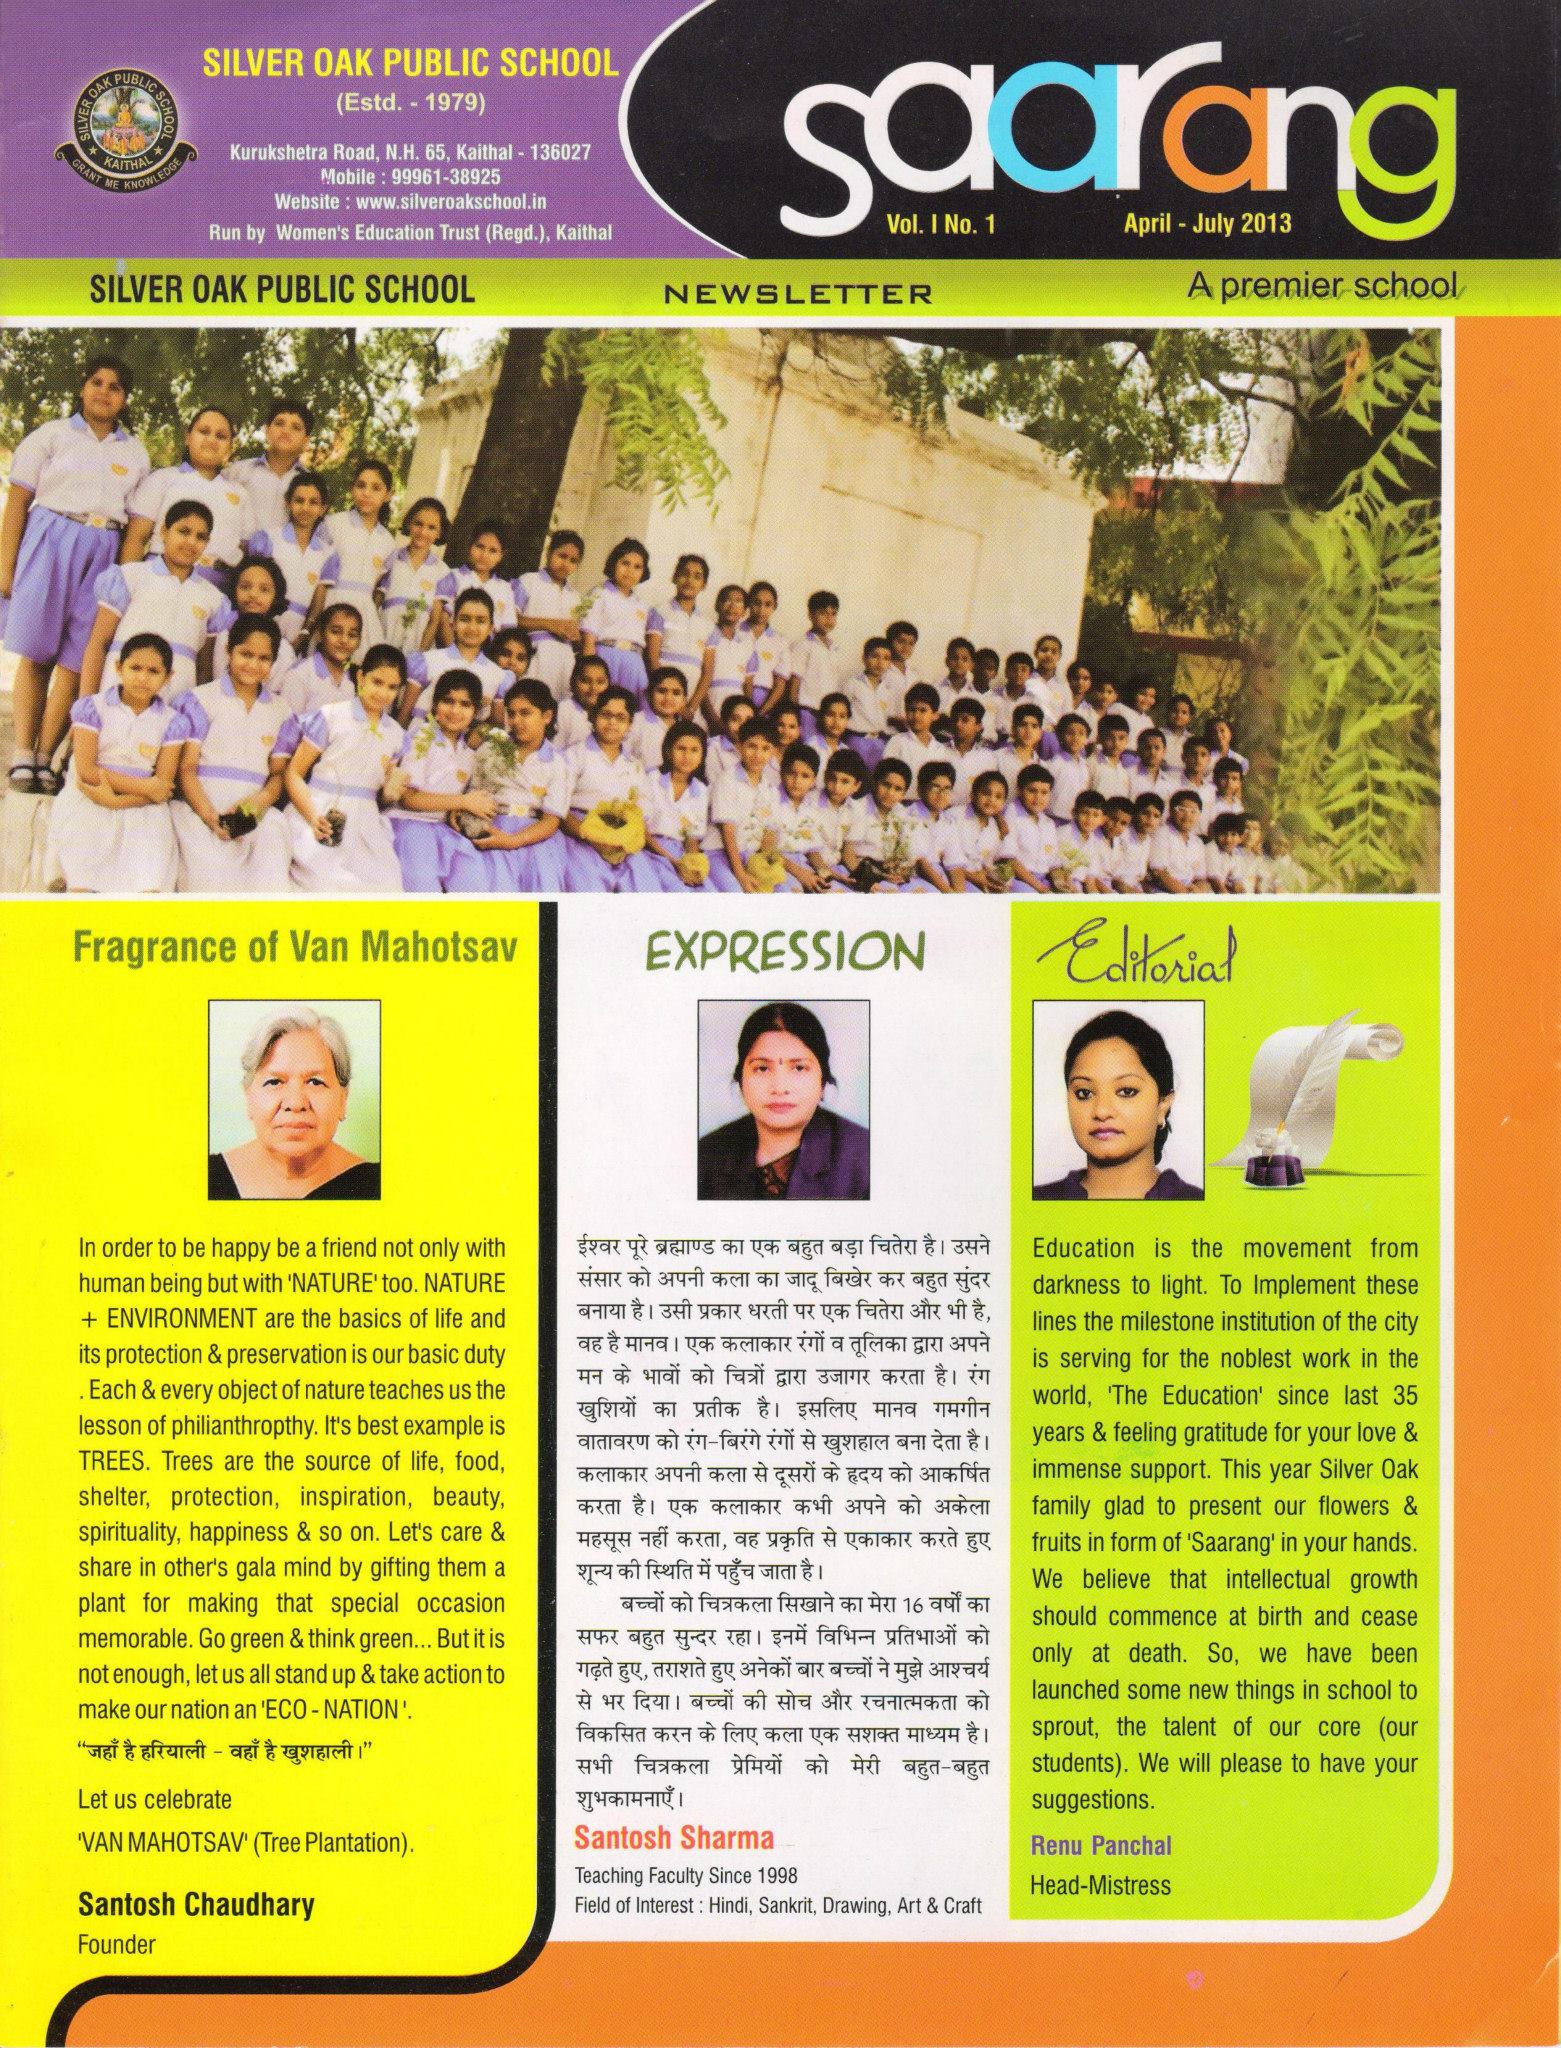 SILVER OAK PUBLIC SCHOOL
(Estd. - 1979)
Kurukshetra Road, N.H. 65, Kaithal - 136027
Mobile : 99961-38925
Website : www.silveroakschool.in
Run by Women's Education Trust (Regd.), Kaithal
SILVER OAK PUBLIC SCHOOL
KAITHAL
GRANT ME KNOWLEDGE
saarang
Vol. I No. 1
April - July 2013
SILVER OAK PUBLIC SCHOOL
NEWSLETTER
A premier school
Fragrance of Van Mahotsav
In order to be happy be a friend not only with
human being but with 'NATURE' too. NATURE
+ ENVIRONMENT are the basics of life and
its protection & preservation is our basic duty
. Each & every object of nature teaches us the
lesson of philianthropthy. It's best example is
TREES. Trees are the source of life, food,
shelter, protection, inspiration, beauty,
spirituality, happiness & so on. Let's care &
share in other's gala mind by gifting them a
plant for making that special occasion
memorable. Go green & think green... But it is
not enough, let us all stand up & take action to
make our nation an 'ECO - NATION '.
“जहाँ है हरियाली - वहाँ है खुशहाली।”
Let us celebrate
'VAN MAHOTSAV' (Tree Plantation).
Santosh Chaudhary
Founder
EXPRESSION
ईश्वर पूरे ब्रह्माण्ड का एक बहुत बड़ा चितेरा है। उसने
संसार को अपनी कला का जादू बिखेर कर बहुत सुंदर
बनाया है। उसी प्रकार धरती पर एक चितेरा और भी है,
वह है मानव। एक कलाकार रंगों व तूलिका द्वारा अपने
मन के भावों को चित्रों द्वारा उजागर करता है। रंग
खुशियों का प्रतीक है। इसलिए मानव गमगीन
वातावरण को रंग-बिरंगे रंगों से खुशहाल बना देता है।
कलाकार अपनी कला से दूसरों के हृदय को आकर्षित
करता है। एक कलाकार कभी अपने को अकेला
महसूस नहीं करता, वह प्रकृति से एकाकार करते हुए
शून्य की स्थिति में पहुँच जाता है।
बच्चों को चित्रकला सिखाने का मेरा 16 वर्षों का
सफर बहुत सुन्दर रहा। इनमें विभिन्न प्रतिभाओं को
गढ़ते हुए, तराशते हुए अनेकों बार बच्चों ने मुझे आश्चर्य
से भर दिया। बच्चों की सोच और रचनात्मकता को
विकसित करन के लिए कला एक सशक्त माध्यम है।
सभी चित्रकला प्रेमियों को मेरी बहुत-बहुत
शुभकामनाएँ।
Santosh Sharma
Teaching Faculty Since 1998
Field of Interest : Hindi, Sankrit, Drawing, Art & Craft
Editorial
Education is the movement from
darkness to light. To Implement these
lines the milestone institution of the city
is serving for the noblest work in the
world, 'The Education' since last 35
years & feeling gratitude for your love &
immense support. This year Silver Oak
family glad to present our flowers &
fruits in form of 'Saarang' in your hands.
We believe that intellectual growth
should commence at birth and cease
only at death. So, we have been
launched some new things in school to
sprout, the talent of our core (our
students). We will please to have your
suggestions.
Renu Panchal
Head-Mistress